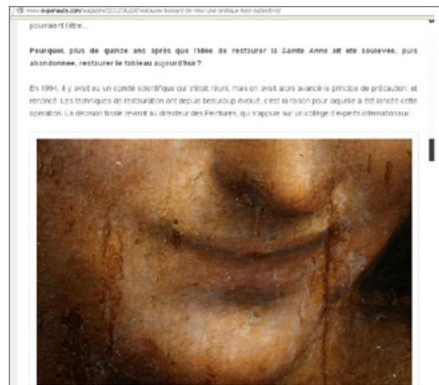 pourraient l'être...
Pourquoi, plus de quinze ans après que l'idée de restaurer la Sainte Anne ait été soulevée, puis
abandonnée, restaurer le tableau aujourd'hui ?
En 1994, il y avait eu un comité scientifique qui s'était réuni, mais on avait alors avancé le principe de précaution, et
renoncé. Les techniques de restauration ont depuis beaucoup évolué, c'est la raison pour laquelle a été lancée cette
opération. La décision finale revient au directeur des Peintures, qui s'appuie sur un collège d'experts internationaux.